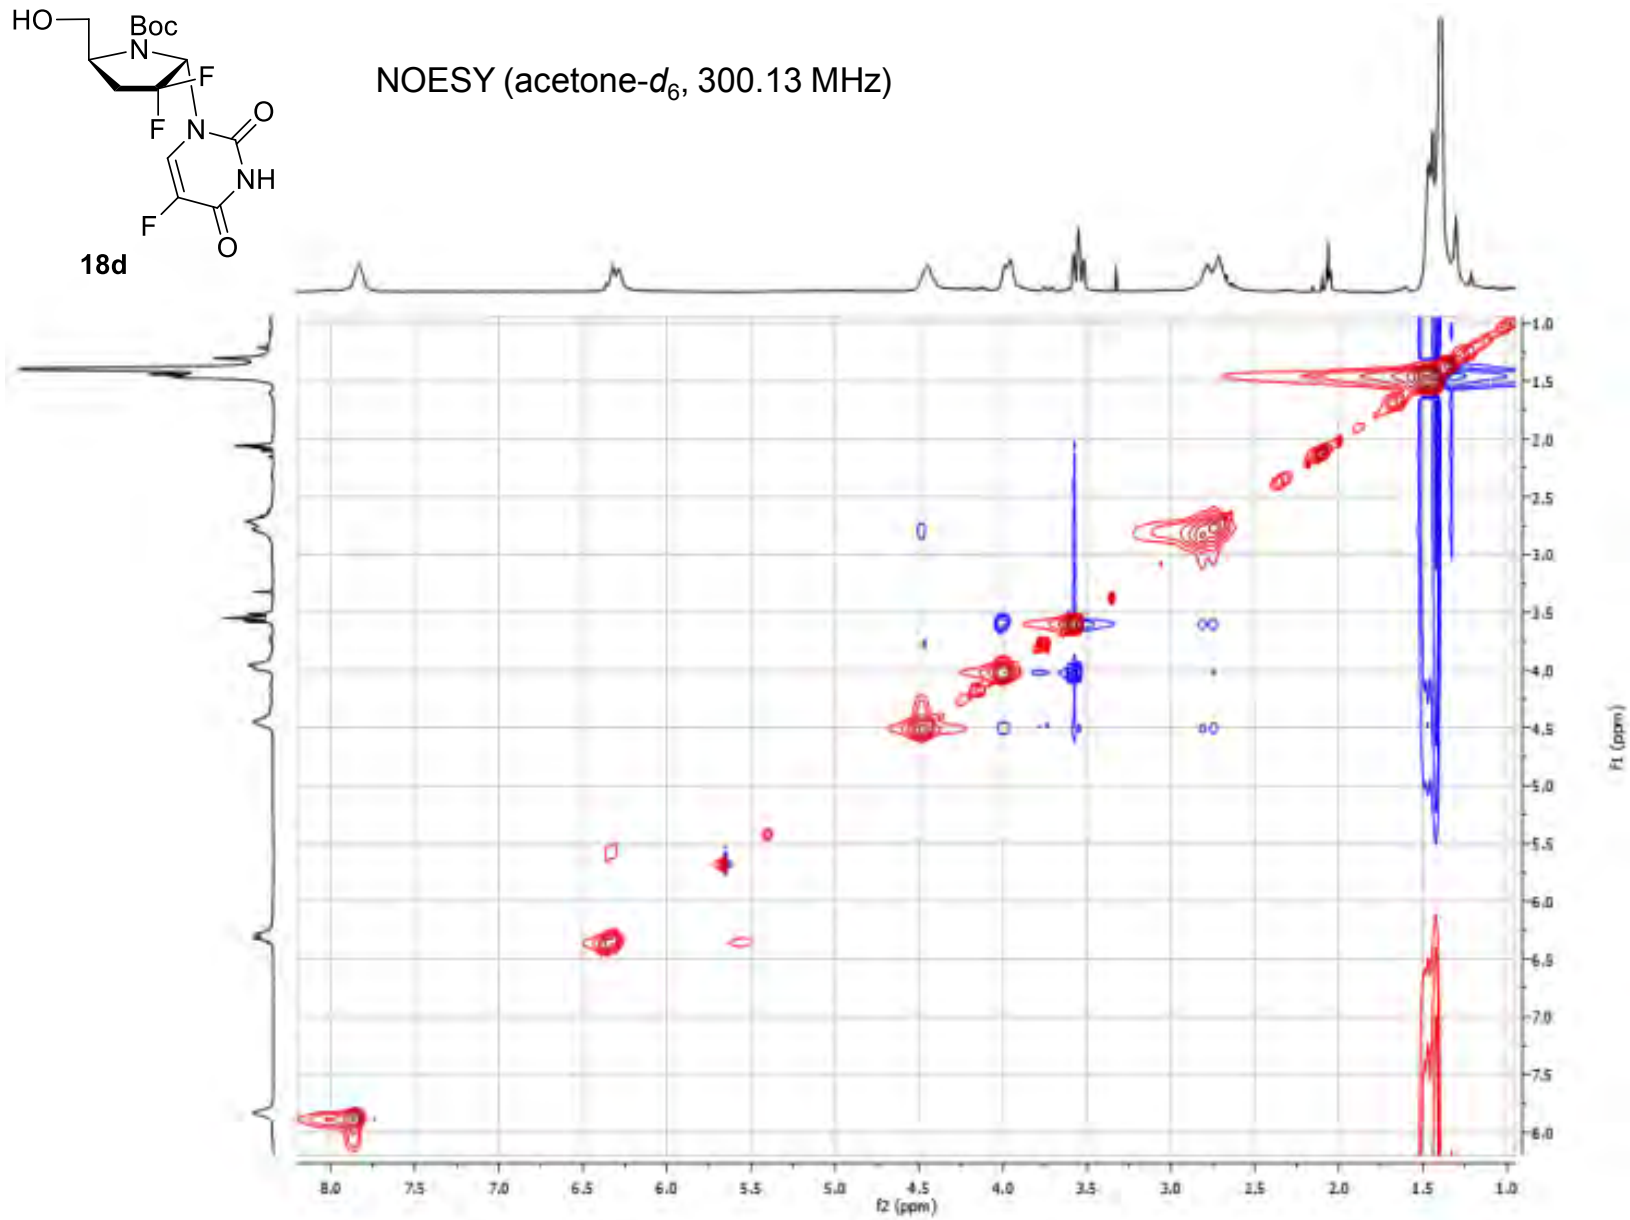 HO
Boc
N
F
F
N
O
NH
F
O
18d
NOESY (acetone-d6, 300.13 MHz)
1.0
1.5
2.0
2.5
3.0
3.5
4.0
4.5
5.0
5.5
6.0
6.5
7.0
7.5
8.0
f1 (ppm)
8.0 7.5 7.0 6.5 6.0 5.5 5.0 4.5 4.0 3.5 3.0 2.5 2.0 1.5 1.0
f2 (ppm)